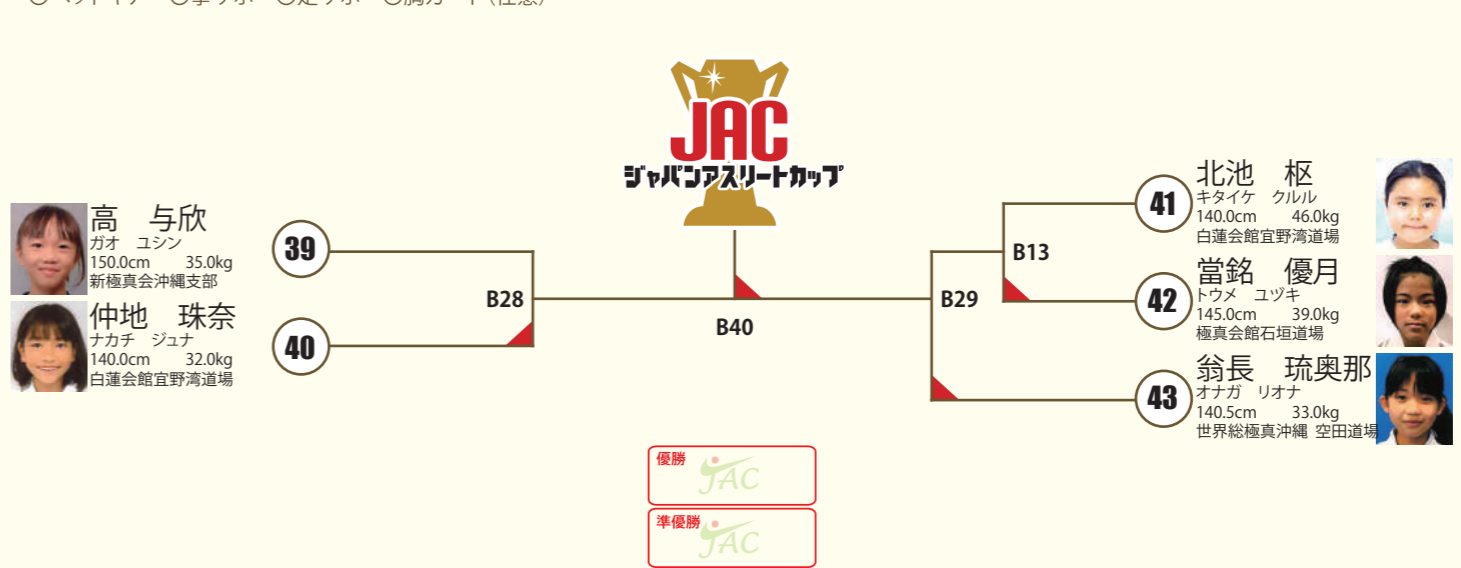 JAC
ジャパンアスリートカップ
39
高　与欣
ガオ　ユシン
150.0cm　35.0kg
新極真会沖縄支部
40
仲地　珠奈
ナカチ　ジュナ
140.0cm　32.0kg
白蓮会館宜野湾道場
B28
B40
B29
B13
41
北池　枢
キタイケ　クルル
140.0cm　46.0kg
白蓮会館宜野湾道場
42
當銘　優月
トウメ　ユヅキ
145.0cm　39.0kg
極真会館石垣道場
43
翁長　琉奥那
オナガ　リオナ
140.5cm　33.0kg
世界総極真沖縄 空田道場
優勝
JAC
準優勝
JAC